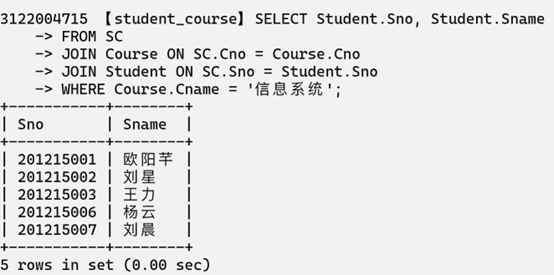 3122004715 【student_course】SELECT Student.Sno, Student.Sname
    -> FROM SC
    -> JOIN Course ON SC.Cno = Course.Cno
    -> JOIN Student ON SC.Sno = Student.Sno
    -> WHERE Course.Cname = '信息系统';
+-----------+--------+
| Sno       | Sname  |
+-----------+--------+
| 201215001 | 欧阳芊 |
| 201215002 | 刘星   |
| 201215003 | 王力   |
| 201215006 | 杨云   |
| 201215007 | 刘晨   |
+-----------+--------+
5 rows in set (0.00 sec)